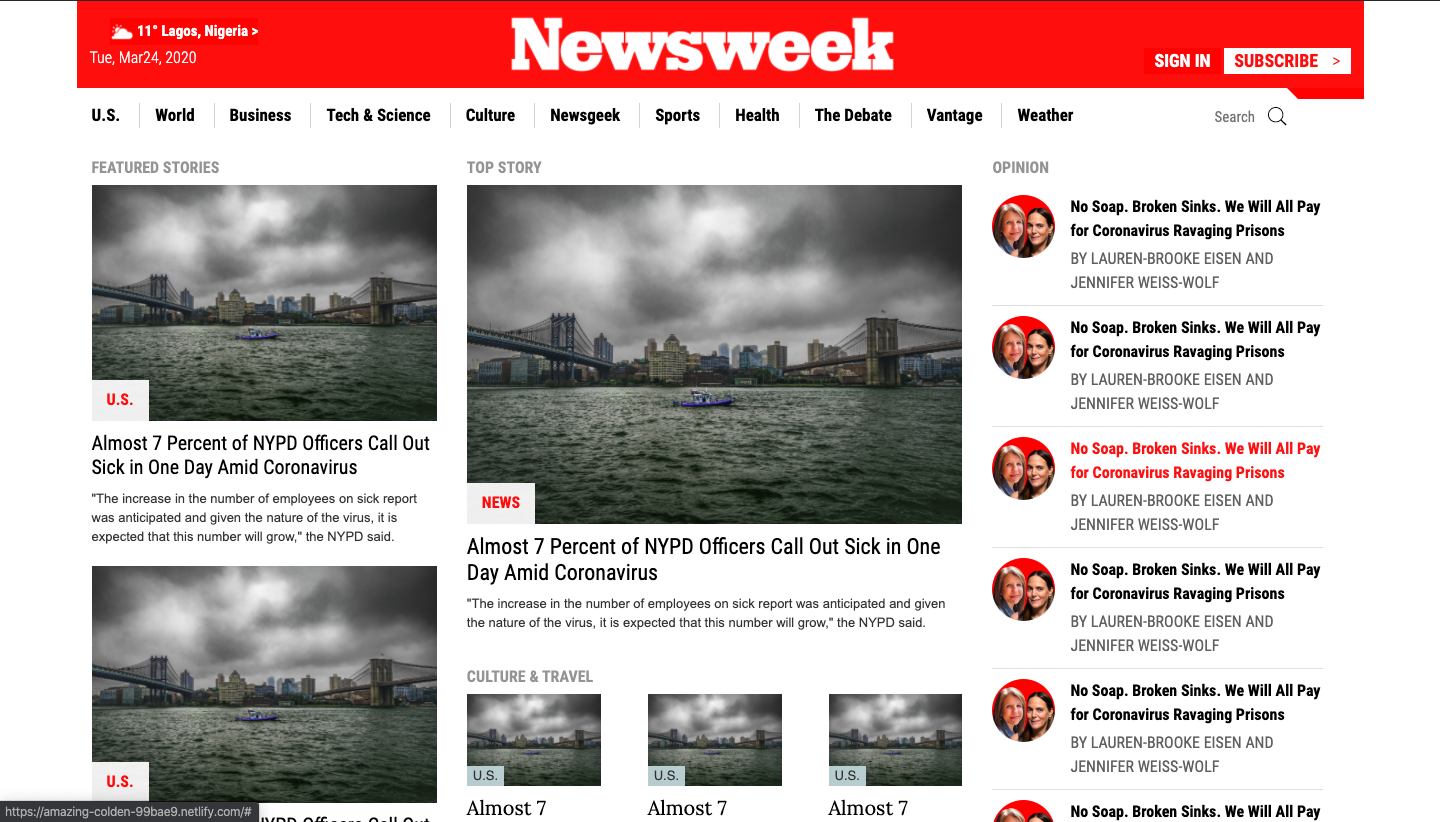 11° Lagos, Nigeria >
Tue, Mar24, 2020
Newsweek
SIGN IN
SUBSCRIBE >
U.S.
World
Business
Tech & Science
Culture
Newsgeek
Sports
Health
The Debate
Vantage
Weather
Search
FEATURED STORIES
U.S.
Almost 7 Percent of NYPD Officers Call Out
Sick in One Day Amid Coronavirus
"The increase in the number of employees on sick report
was anticipated and given the nature of the virus, it is
expected that this number will grow," the NYPD said.
U.S.
NYPD Officers Call Out
TOP STORY
NEWS
Almost 7 Percent of NYPD Officers Call Out Sick in One
Day Amid Coronavirus
"The increase in the number of employees on sick report was anticipated and given
the nature of the virus, it is expected that this number will grow," the NYPD said.
CULTURE & TRAVEL
U.S.
Almost 7
U.S.
Almost 7
U.S.
Almost 7
OPINION
No Soap. Broken Sinks. We Will All Pay
for Coronavirus Ravaging Prisons
BY LAUREN-BROOKE EISEN AND
JENNIFER WEISS-WOLF
No Soap. Broken Sinks. We Will All Pay
for Coronavirus Ravaging Prisons
BY LAUREN-BROOKE EISEN AND
JENNIFER WEISS-WOLF
No Soap. Broken Sinks. We Will All Pay
for Coronavirus Ravaging Prisons
BY LAUREN-BROOKE EISEN AND
JENNIFER WEISS-WOLF
No Soap. Broken Sinks. We Will All Pay
for Coronavirus Ravaging Prisons
BY LAUREN-BROOKE EISEN AND
JENNIFER WEISS-WOLF
No Soap. Broken Sinks. We Will All Pay
for Coronavirus Ravaging Prisons
BY LAUREN-BROOKE EISEN AND
JENNIFER WEISS-WOLF
No Soap. Broken Sinks. We Will All Pay
https://amazing-colden-99bae9.netlify.com/#